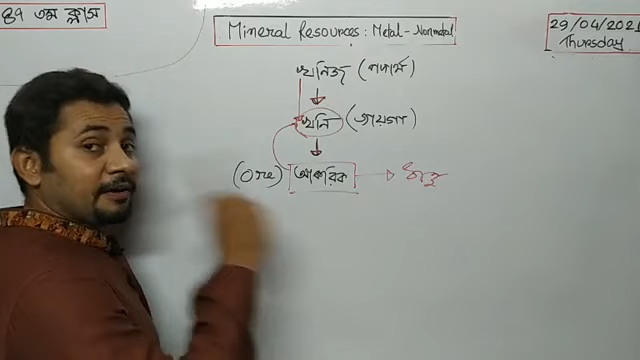 ৪৭ তম ক্লাস
Mineral Resources: Metal-Nonmetal
29/04/2021
Thursday
খনিজ (পদার্থ)
খনি (জায়গা)
(Ore) আকরিক → ধাতু